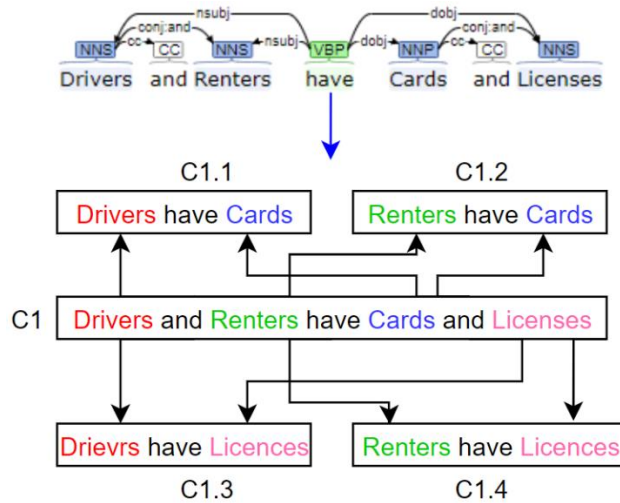 nsubj dobj
conj:and conj:and
cc nsubj dobj cc
NNS CC NNS VBP NNP CC NNS
Drivers and Renters have Cards and Licenses
C1.1 C1.2
Drivers have Cards Renters have Cards
C1 Drivers and Renters have Cards and Licenses
Drievrs have Licences Renters have Licences
C1.3 C1.4